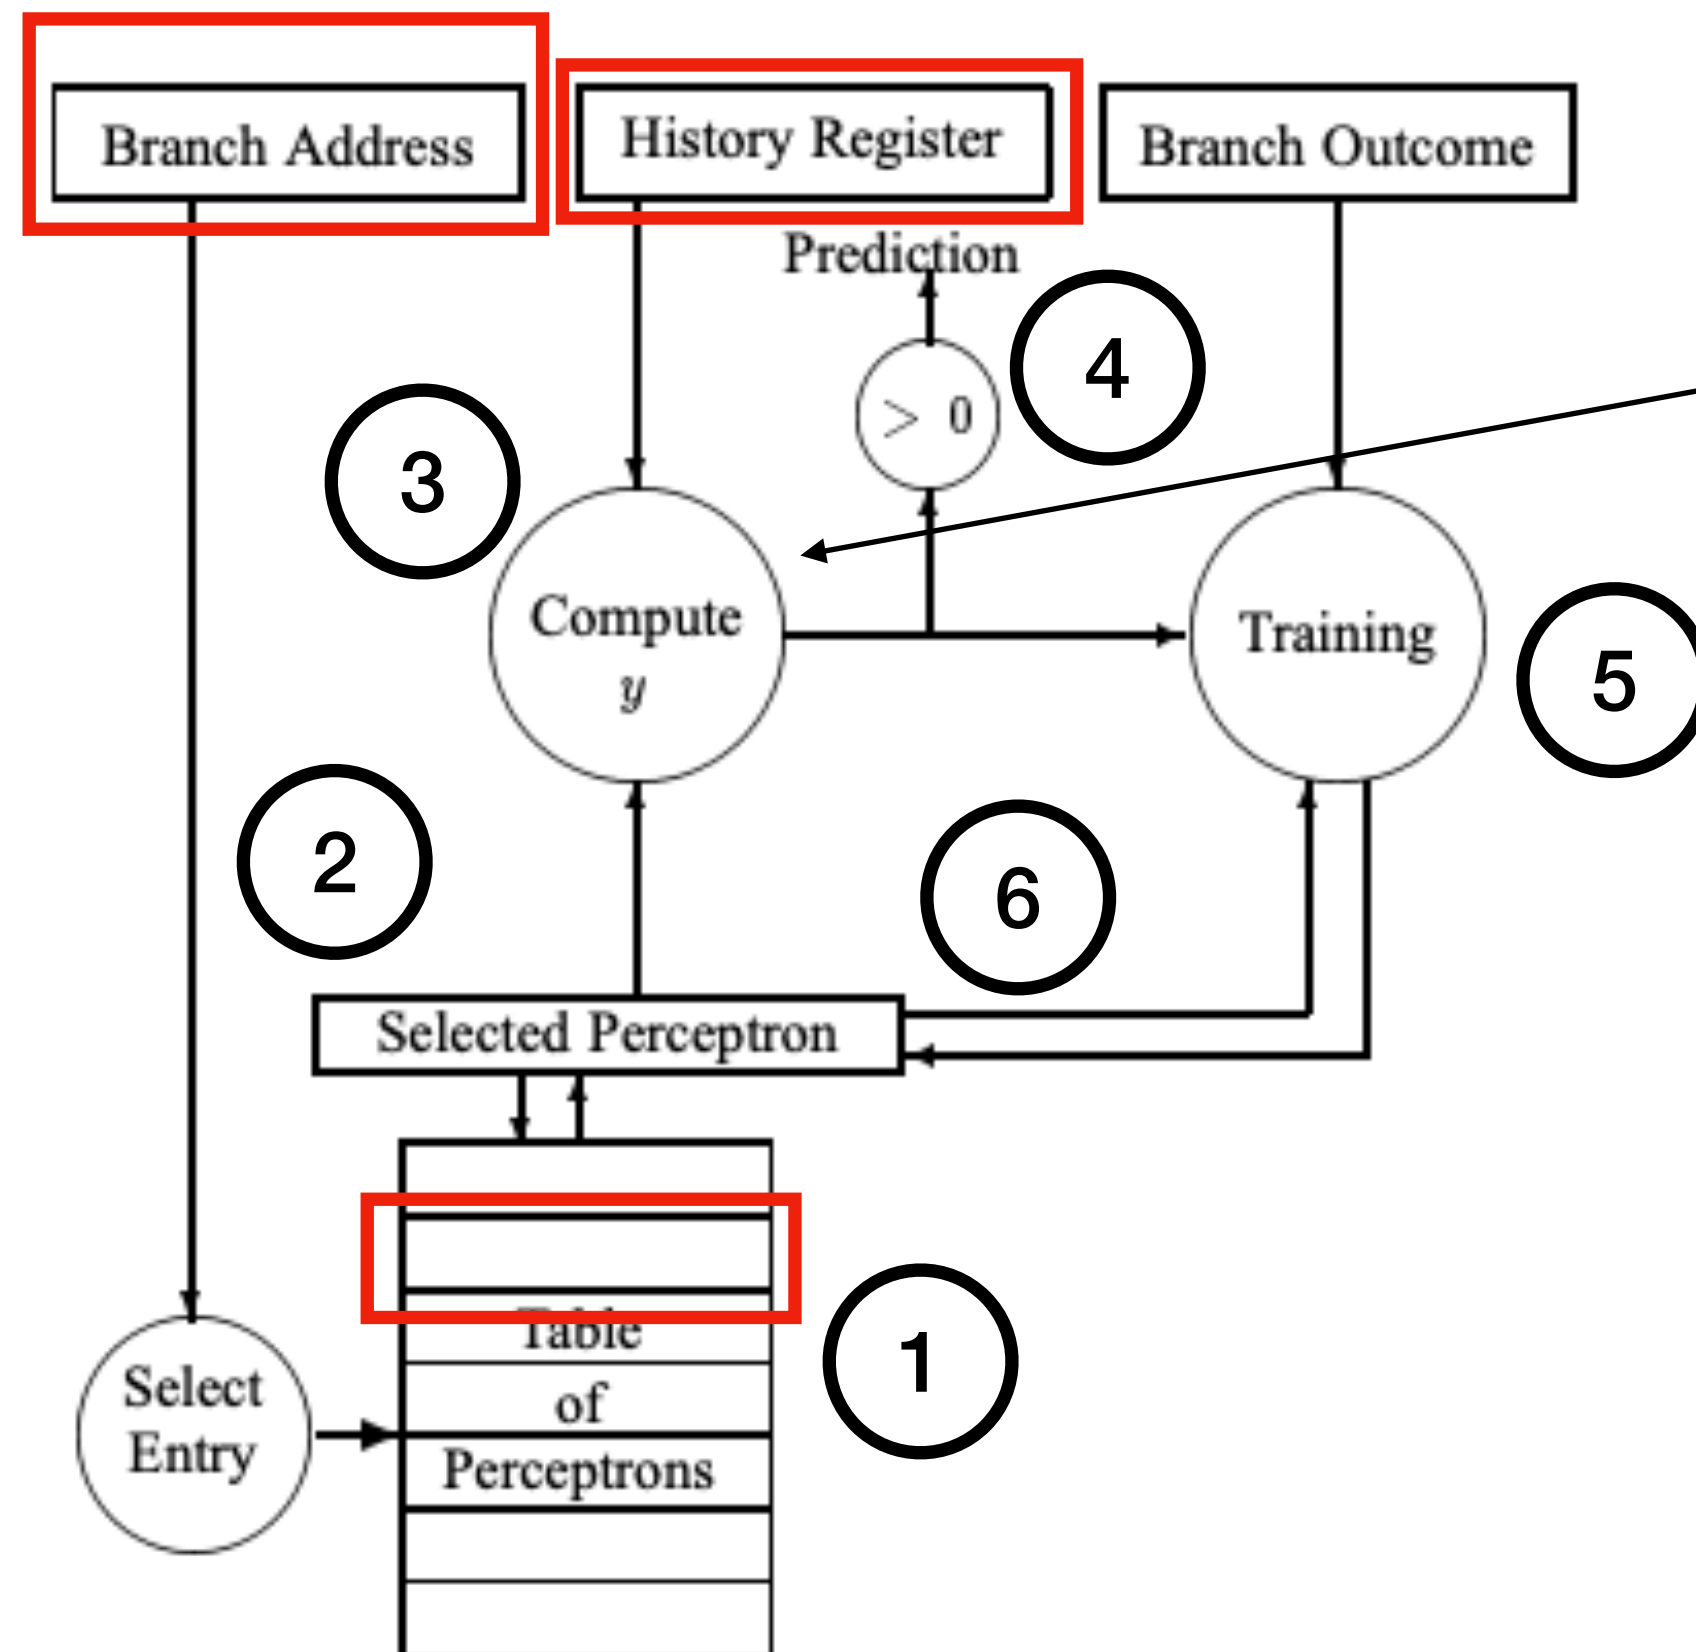 Branch Address
History Register
Branch Outcome
Prediction
4
> 0
3
Compute
y
Training
5
2
6
Selected Perceptron
1
Table
of
Perceptrons
Select
Entry